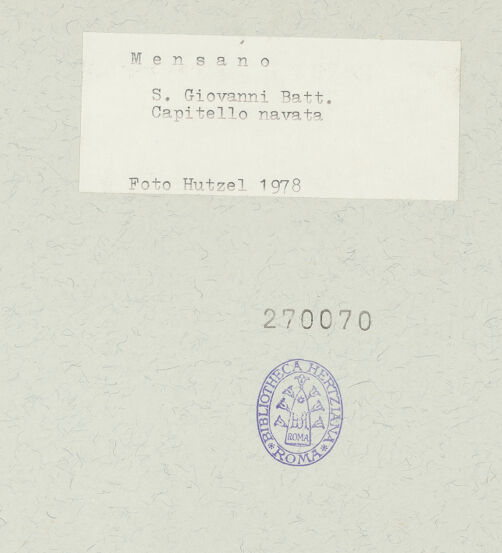 Mensano
S. Giovanni Batt.
Capitello navata
Foto Hutzel 1978
270070
BIBLIOTHECA HERTZIANA
ROMA
*ROMA*